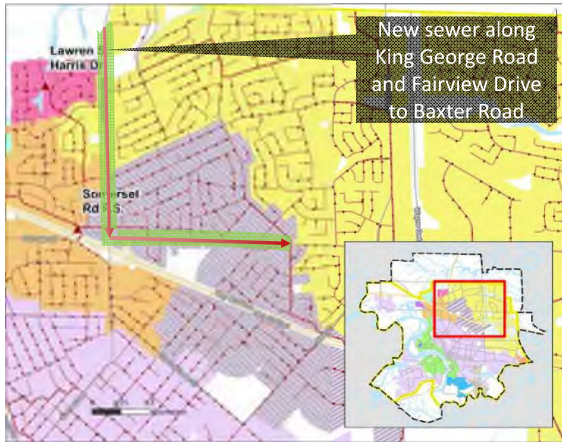 New sewer along
King George Road
and Fairview Drive
to Baxter Road
Lawren
Harris Dr
Somerset
Rd P.S.